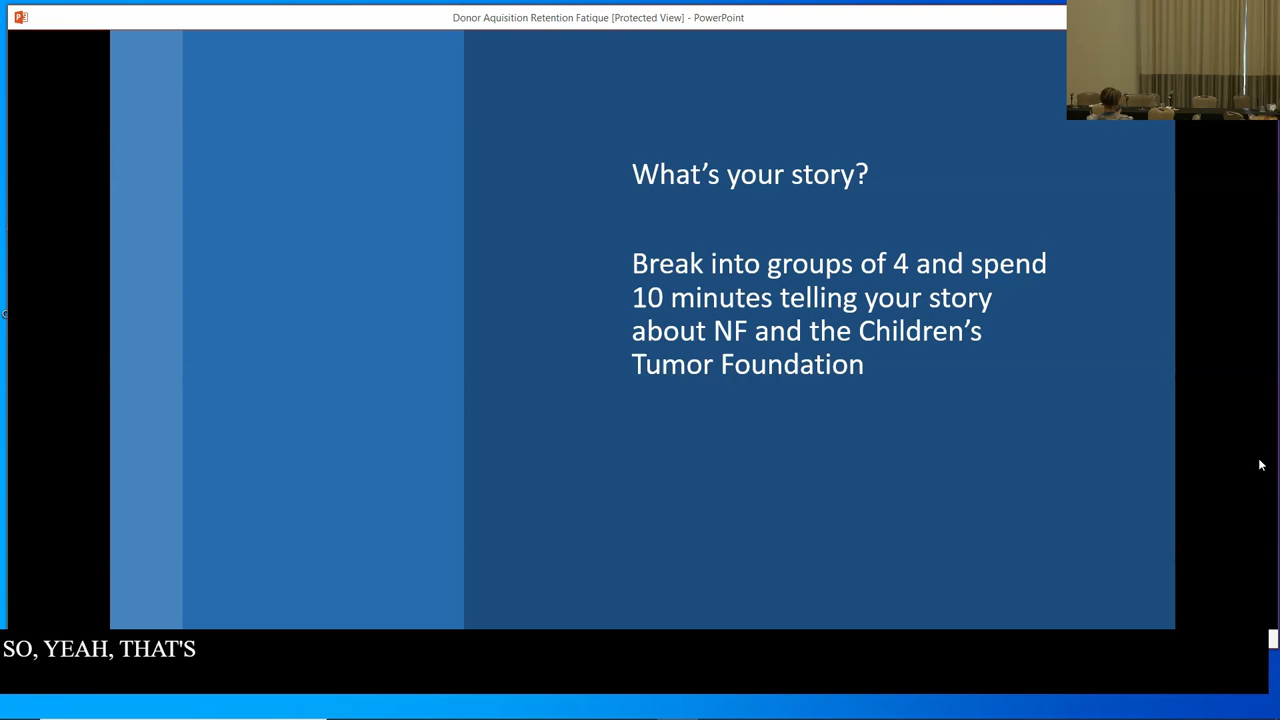 Donor Aquisition Retention Fatique [Protected View] - PowerPoint
What's your story?
Break into groups of 4 and spend
10 minutes telling your story
about NF and the Children's
Tumor Foundation
SO, YEAH, THAT'S